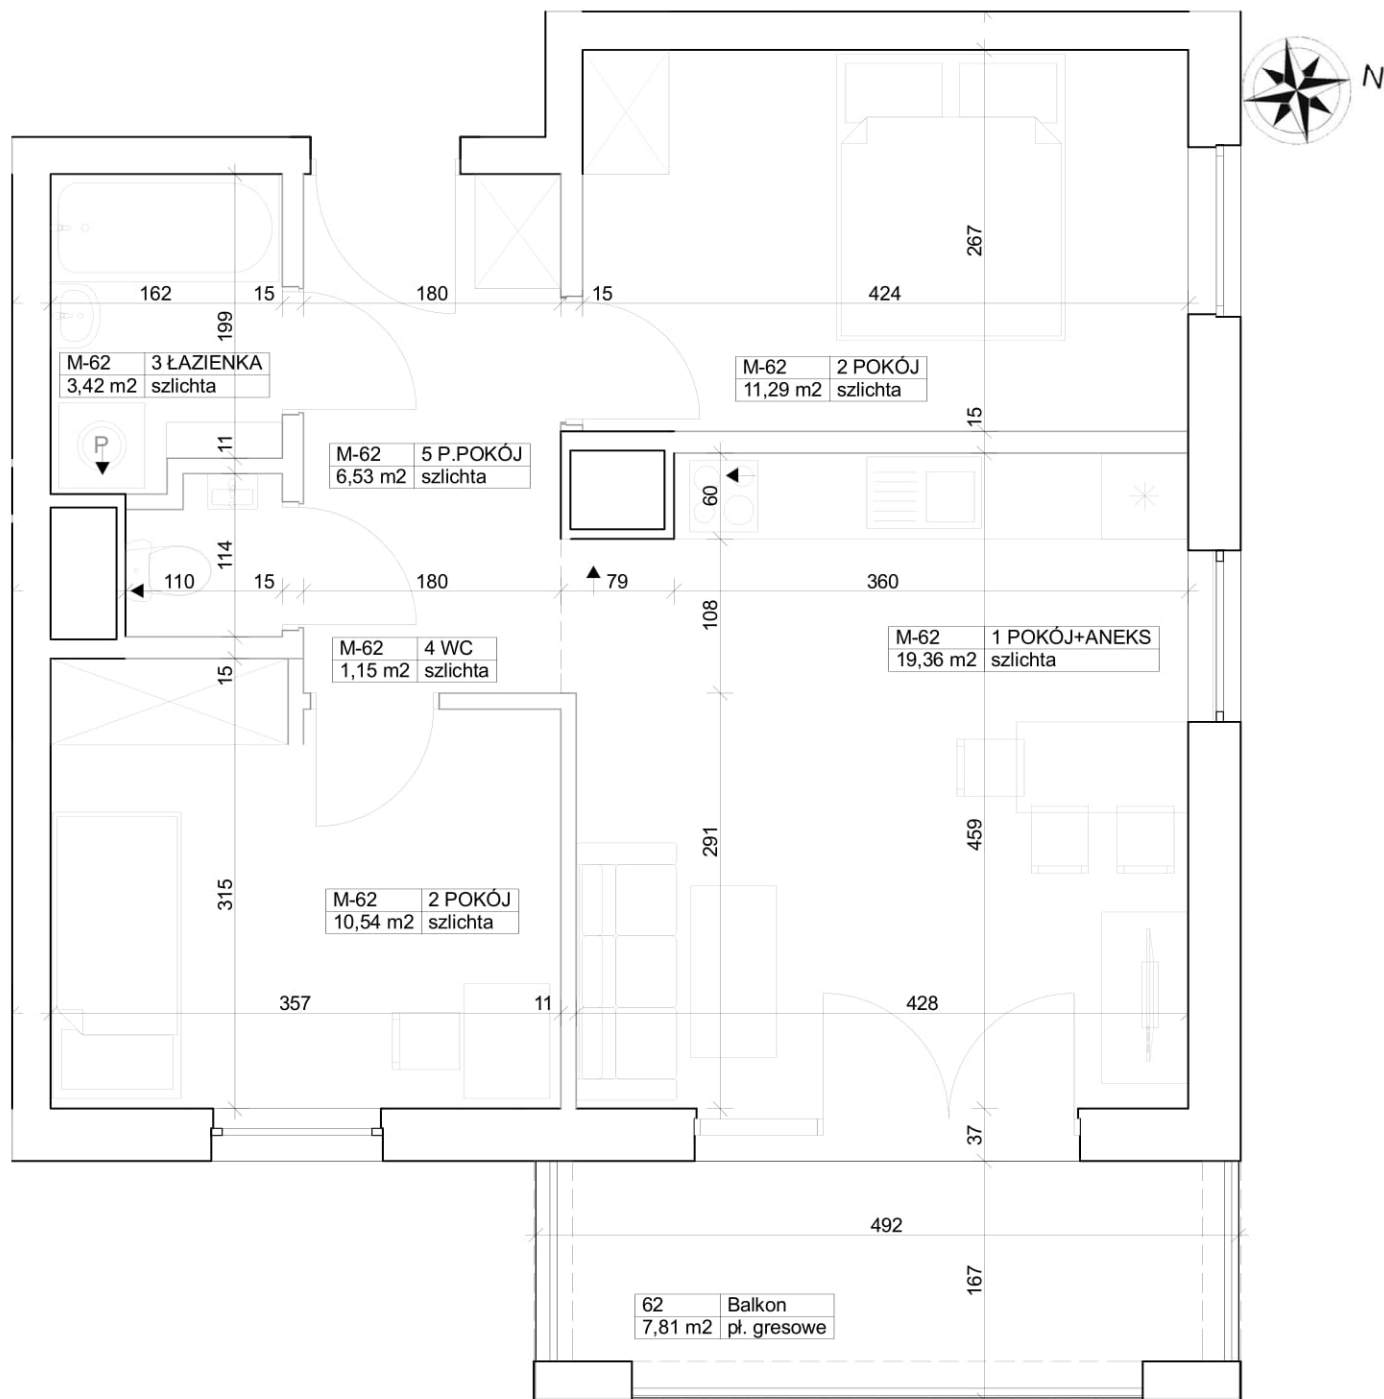 N
267
162
15
180
15
424
199
M-62 3 ŁAZIENKA
3,42 m2 szlichta
M-62 2 POKÓJ
11,29 m2 szlichta
15
P
11
M-62 5 P.POKÓJ
6,53 m2 szlichta
60
114
110
15
180
79
360
108
M-62 4 WC
1,15 m2 szlichta
M-62 1 POKÓJ+ANEKS
19,36 m2 szlichta
15
291
459
315
M-62 2 POKÓJ
10,54 m2 szlichta
357
11
428
37
492
167
62 Balkon
7,81 m2 pł. gresowe